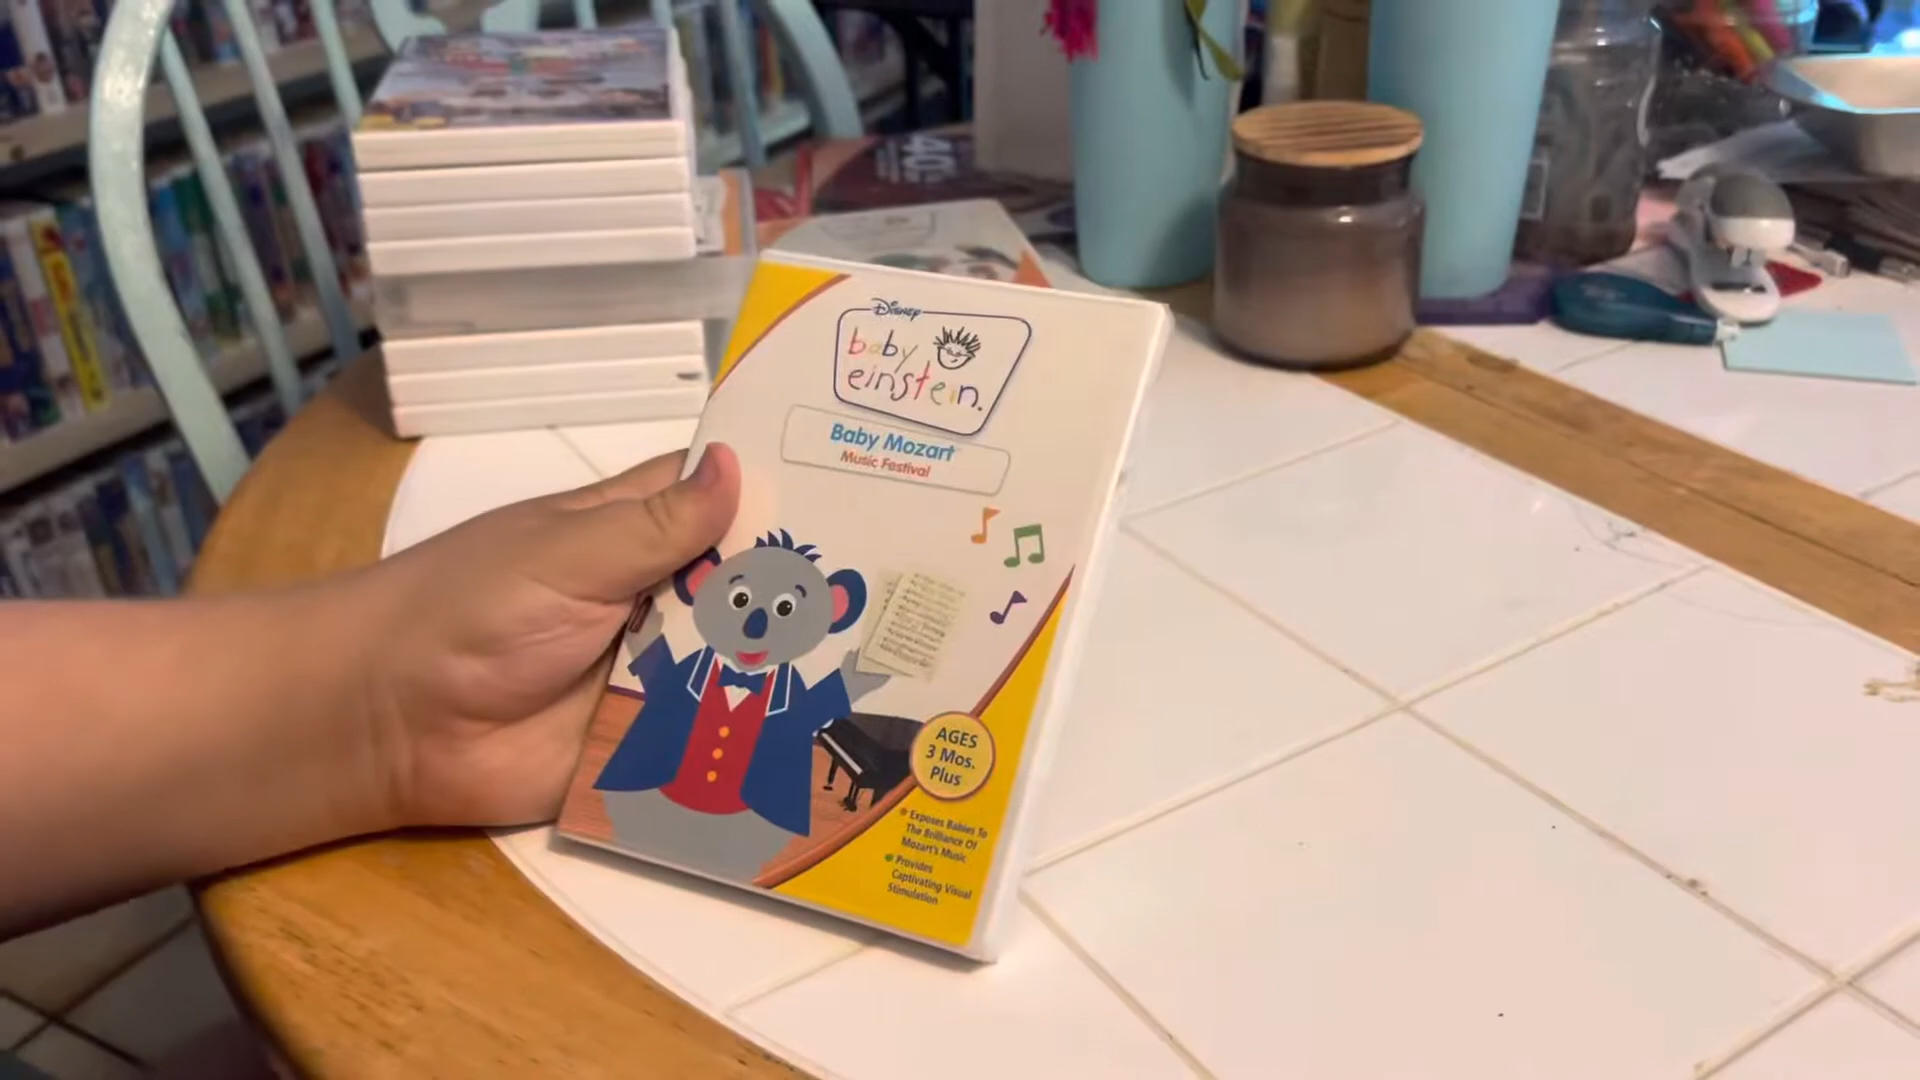 40
Disney
baby
einstein.
Baby Mozart
Music Festival
AGES
3 Mos.
Plus
Exposes Babies To
The Brilliance Of
Mozart's Music
Provides
Captivating Visual
Stimulation